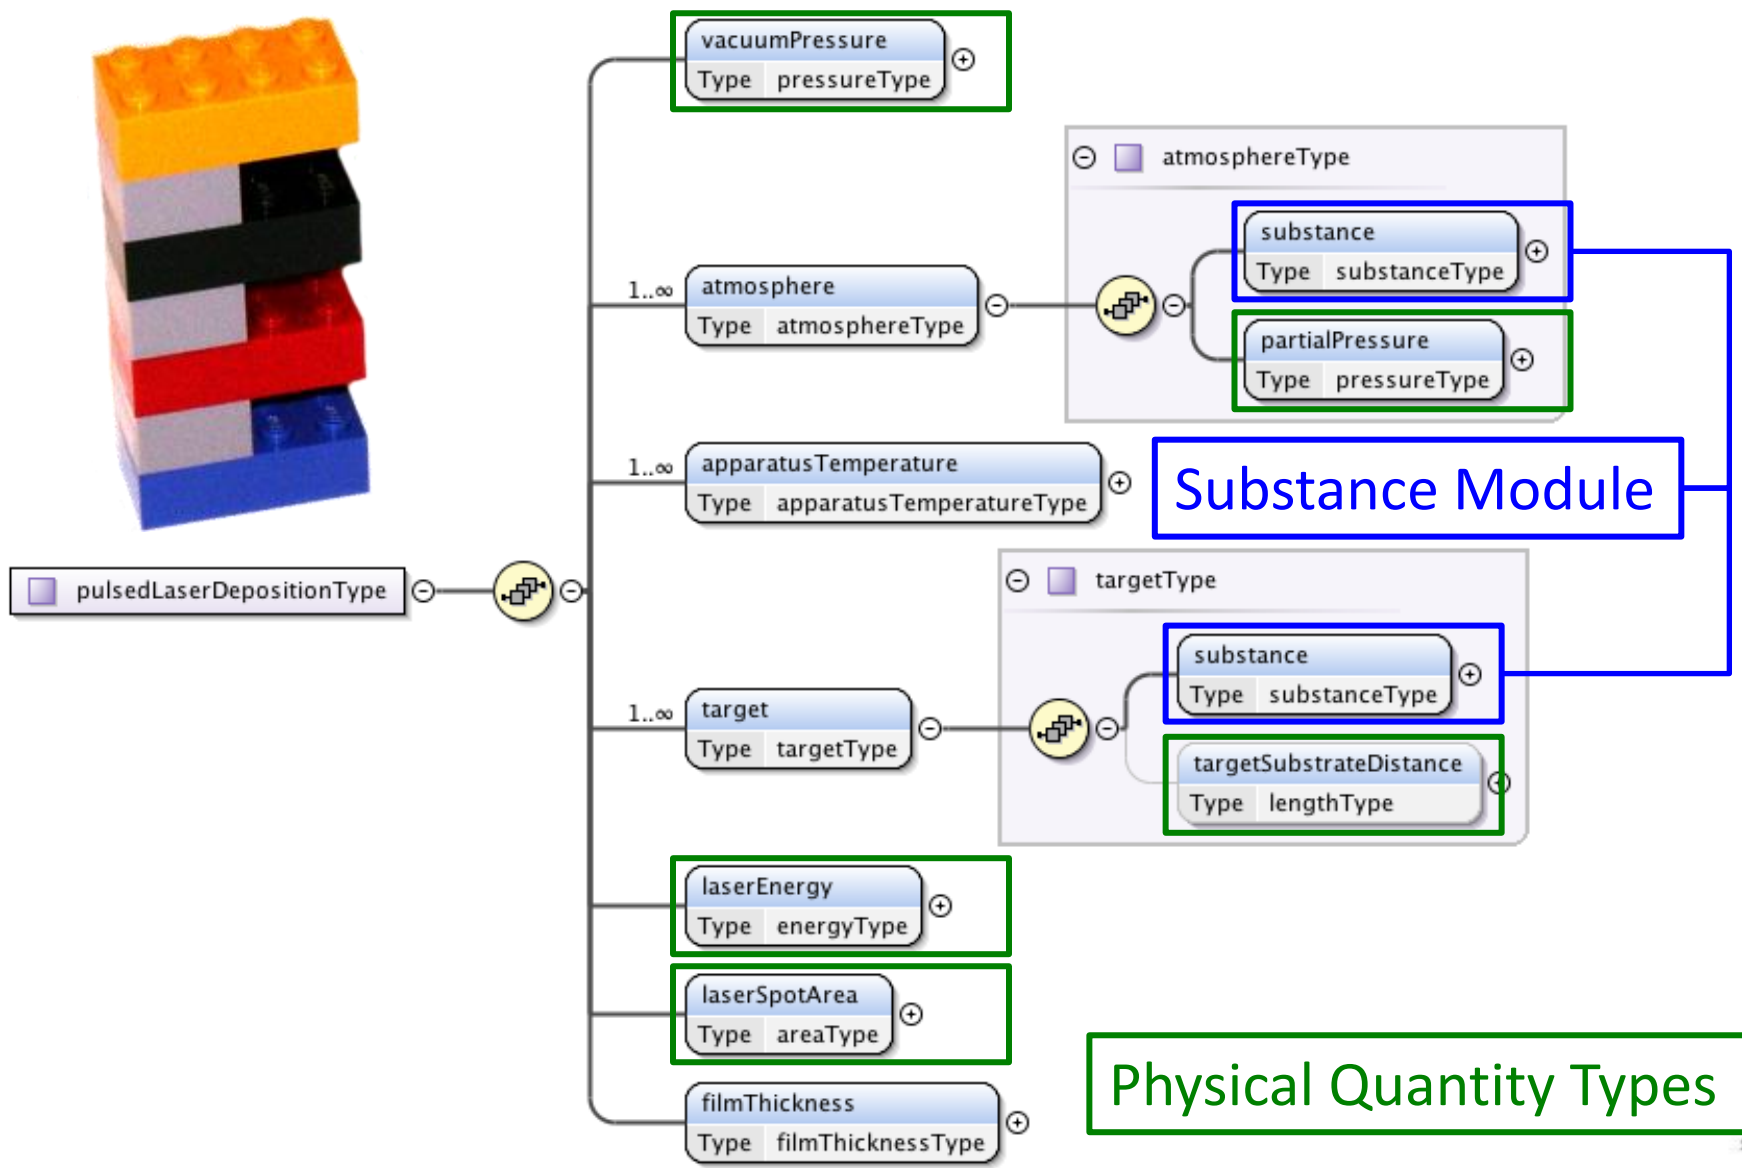 vacuumPressure
Type pressureType
atmosphereType
substance
Type substanceType
1..∞
atmosphere
Type atmosphereType
partialPressure
Type pressureType
1..∞
apparatusTemperature
Type apparatusTemperatureType
Substance Module
pulsedLaserDepositionType
targetType
substance
Type substanceType
1..∞
target
Type targetType
targetSubstrateDistance
Type lengthType
laserEnergy
Type energyType
laserSpotArea
Type areaType
Physical Quantity Types
filmThickness
Type filmThicknessType